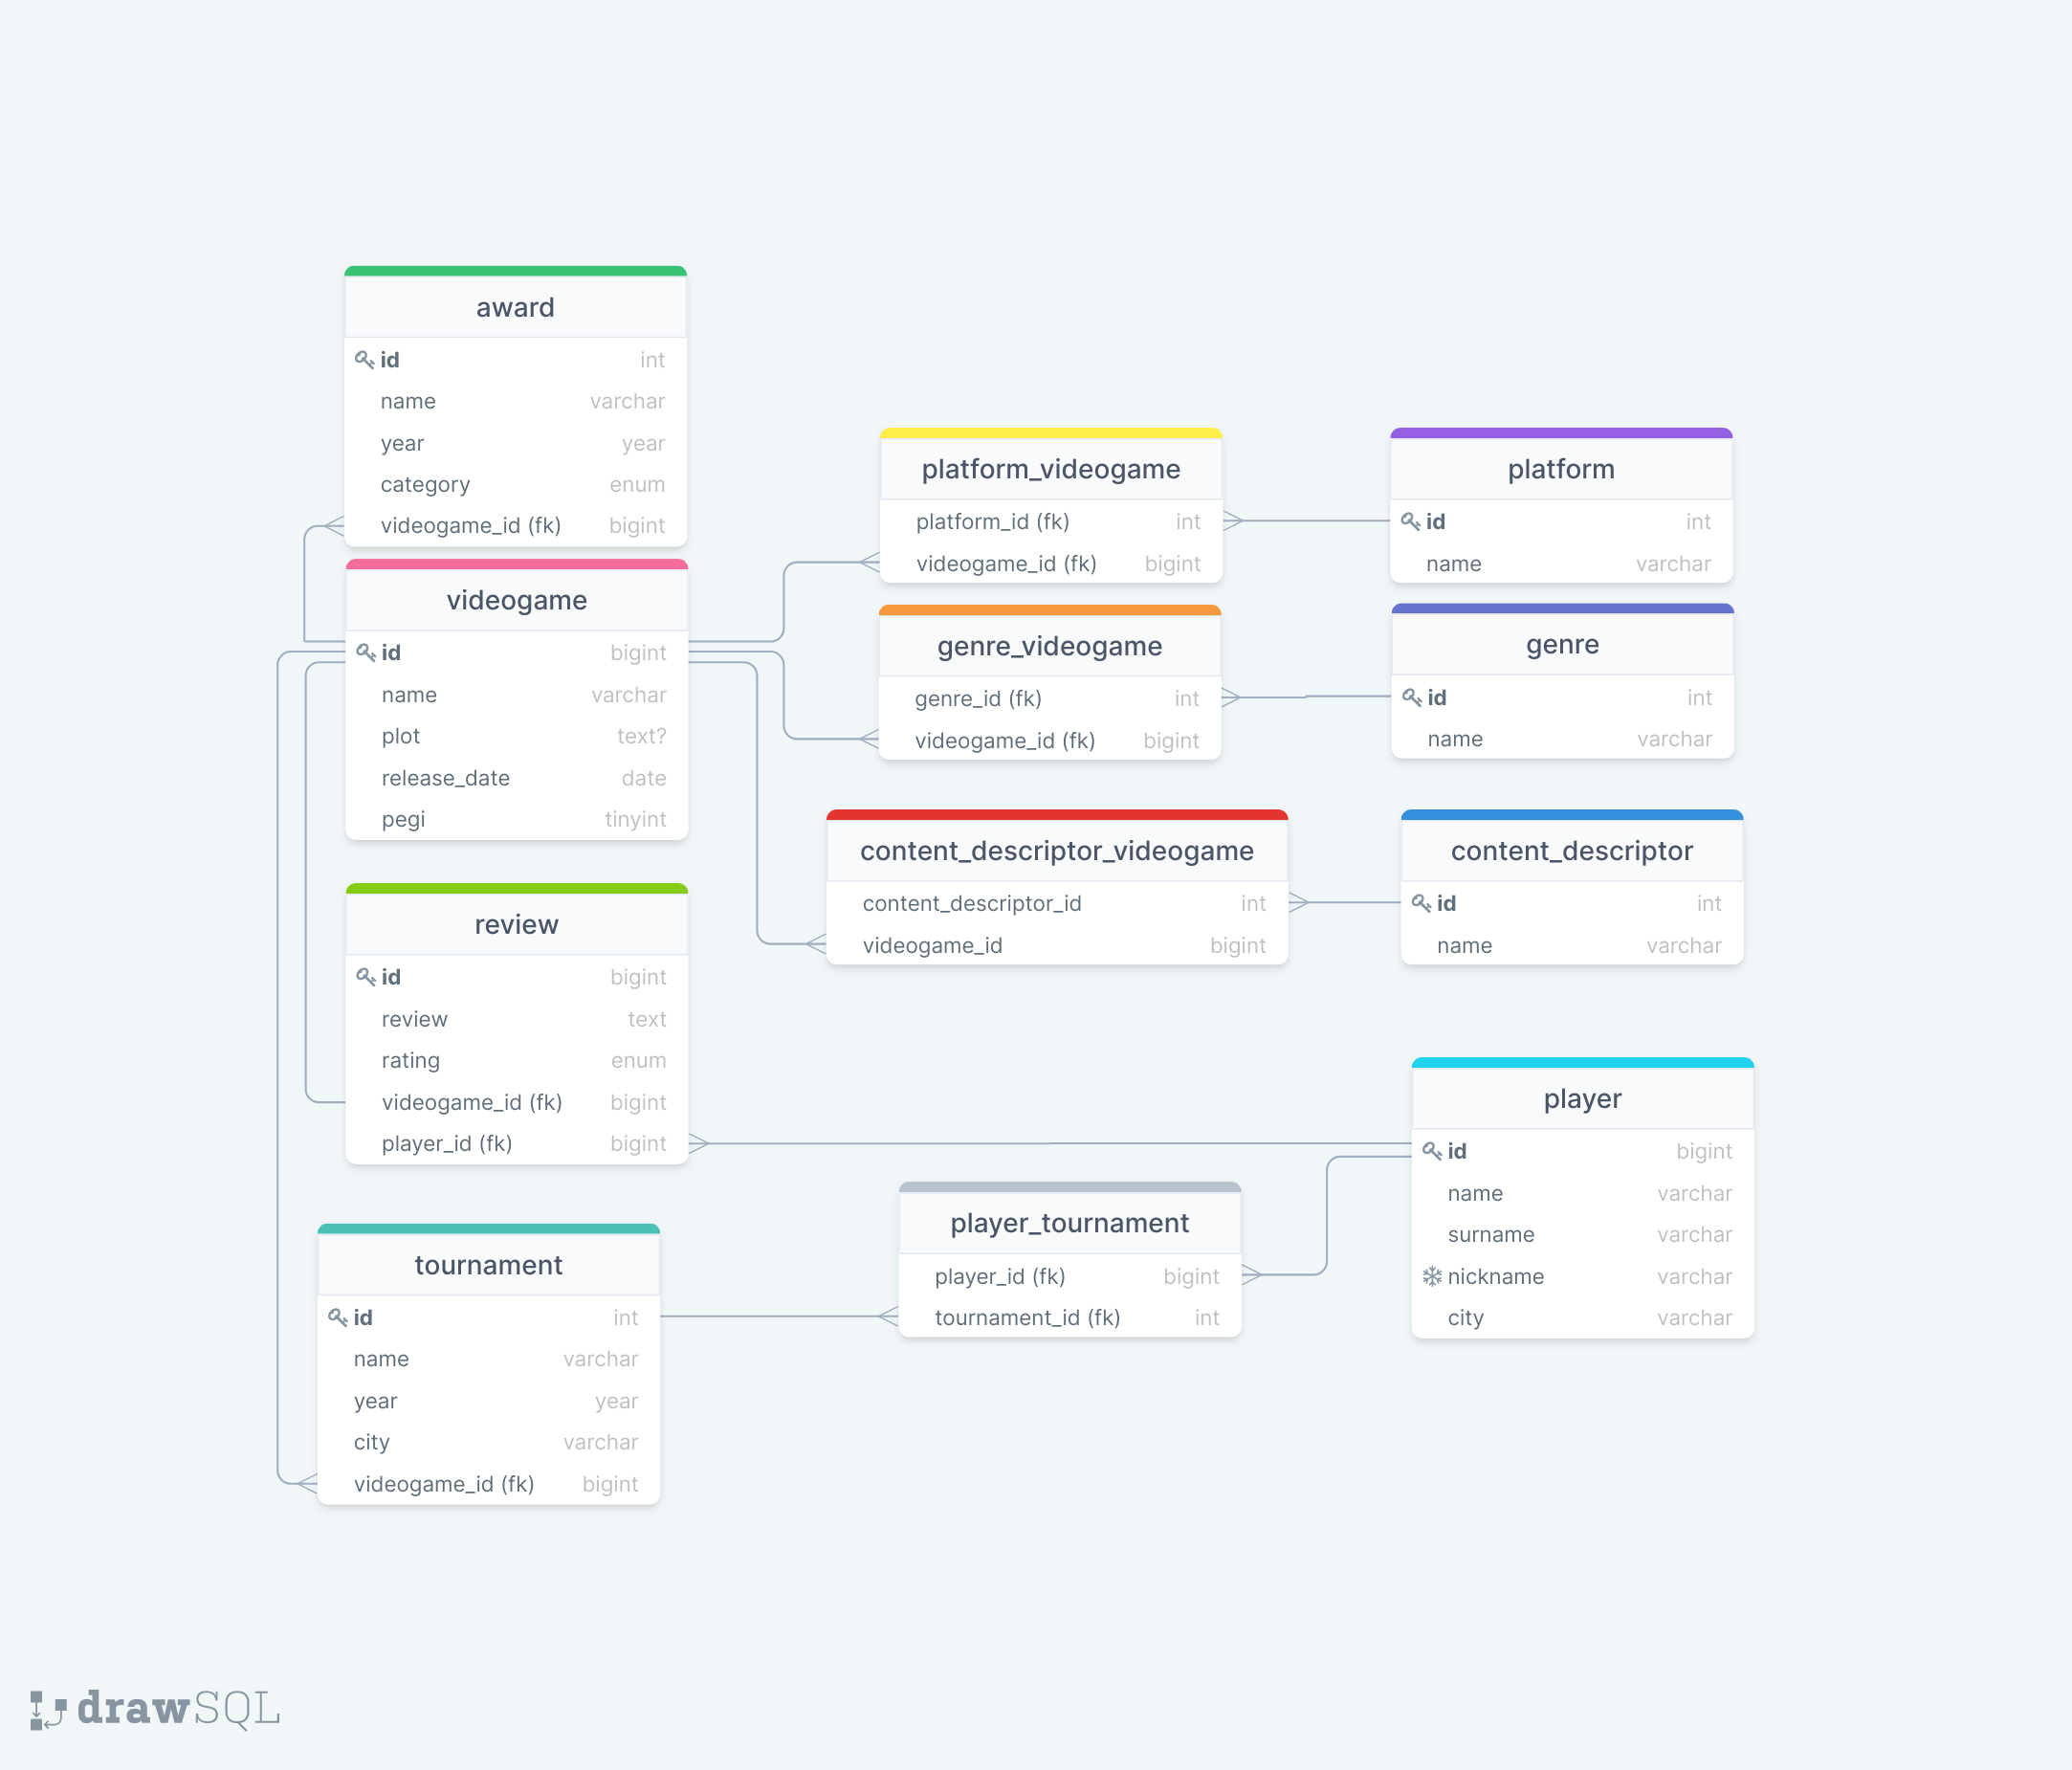 award
id int
name varchar
year year
category enum
videogame_id (fk) bigint
videogame
id bigint
name varchar
plot text?
release_date date
pegi tinyint
review
id bigint
review text
rating enum
videogame_id (fk) bigint
player_id (fk) bigint
tournament
id int
name varchar
year year
city varchar
videogame_id (fk) bigint
platform_videogame
platform_id (fk) int
videogame_id (fk) bigint
genre_videogame
genre_id (fk) int
videogame_id (fk) bigint
content_descriptor_videogame
content_descriptor_id int
videogame_id bigint
player_tournament
player_id (fk) bigint
tournament_id (fk) int
platform
id int
name varchar
genre
id int
name varchar
content_descriptor
id int
name varchar
player
id bigint
name varchar
surname varchar
nickname varchar
city varchar
drawSQL